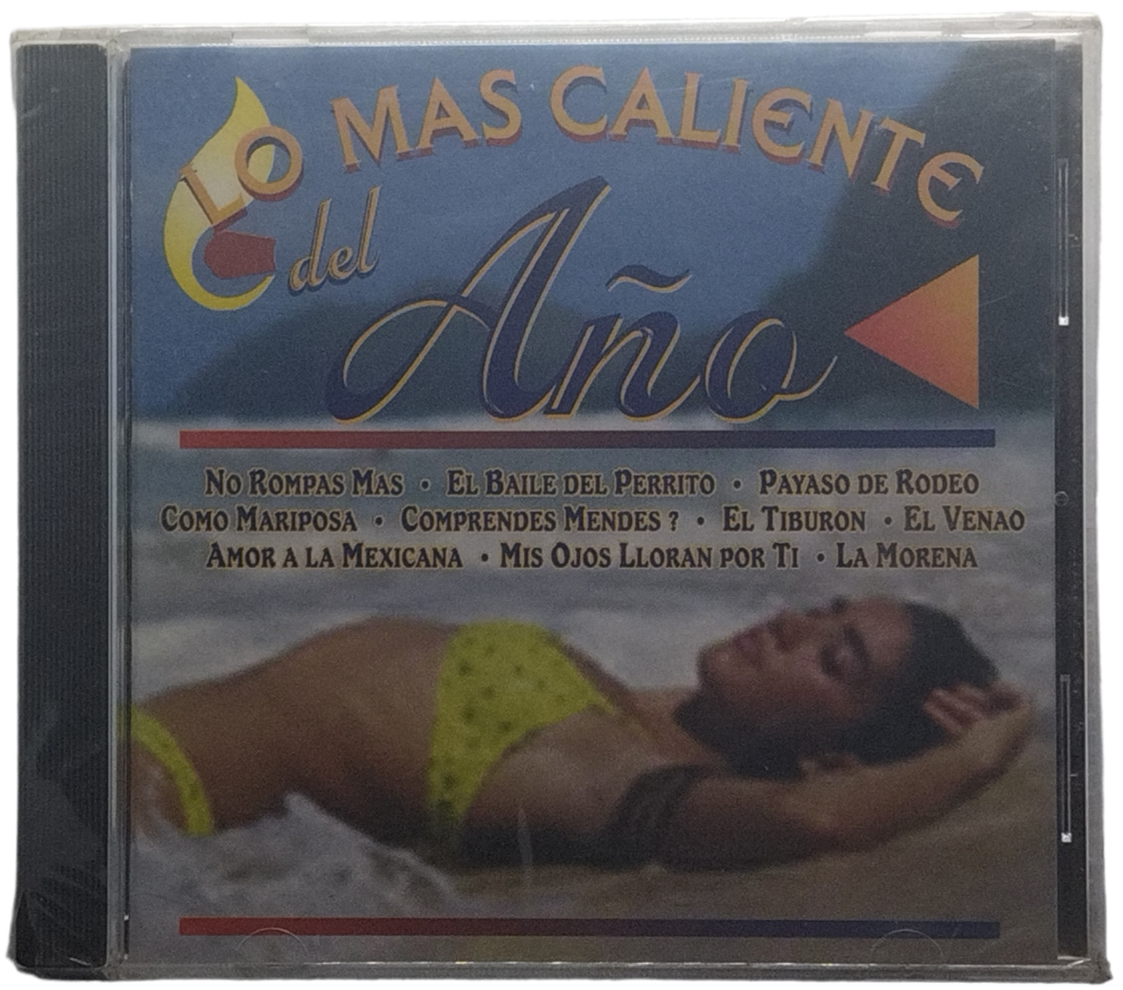 LO MAS CALIENTE
del
Año
NO ROMPAS MAS • EL BAILE DEL PERRITO • PAYASO DE RODEO
COMO MARIPOSA • COMPRENDES MENDES ? • EL TIBURON • EL VENAO
AMOR A LA MEXICANA • MIS OJOS LLORAN POR TI • LA MORENA